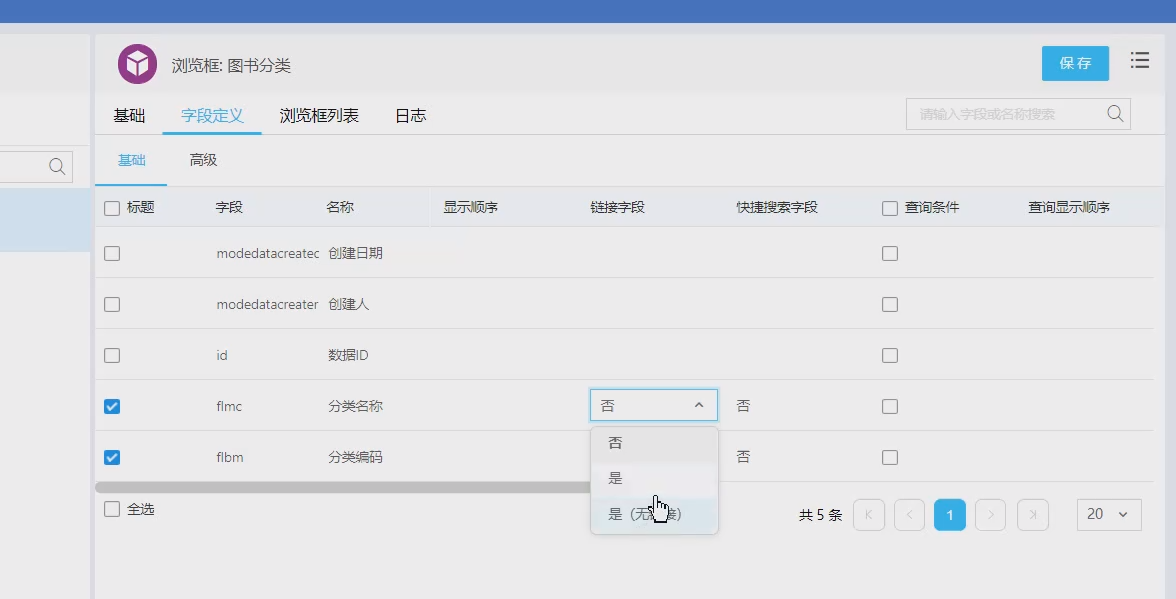 浏览框: 图书分类
保存
基础 字段定义 浏览框列表 日志
请输入字段或名称搜索
基础 高级
标题 字段 名称 显示顺序 链接字段 快捷搜索字段 查询条件 查询显示顺序
modedatacreatec 创建日期
modedatacreater 创建人
id 数据ID
flmc 分类名称 否 否
flbm 分类编码 否
否
是
是 (无
全选 共 5 条 1 20